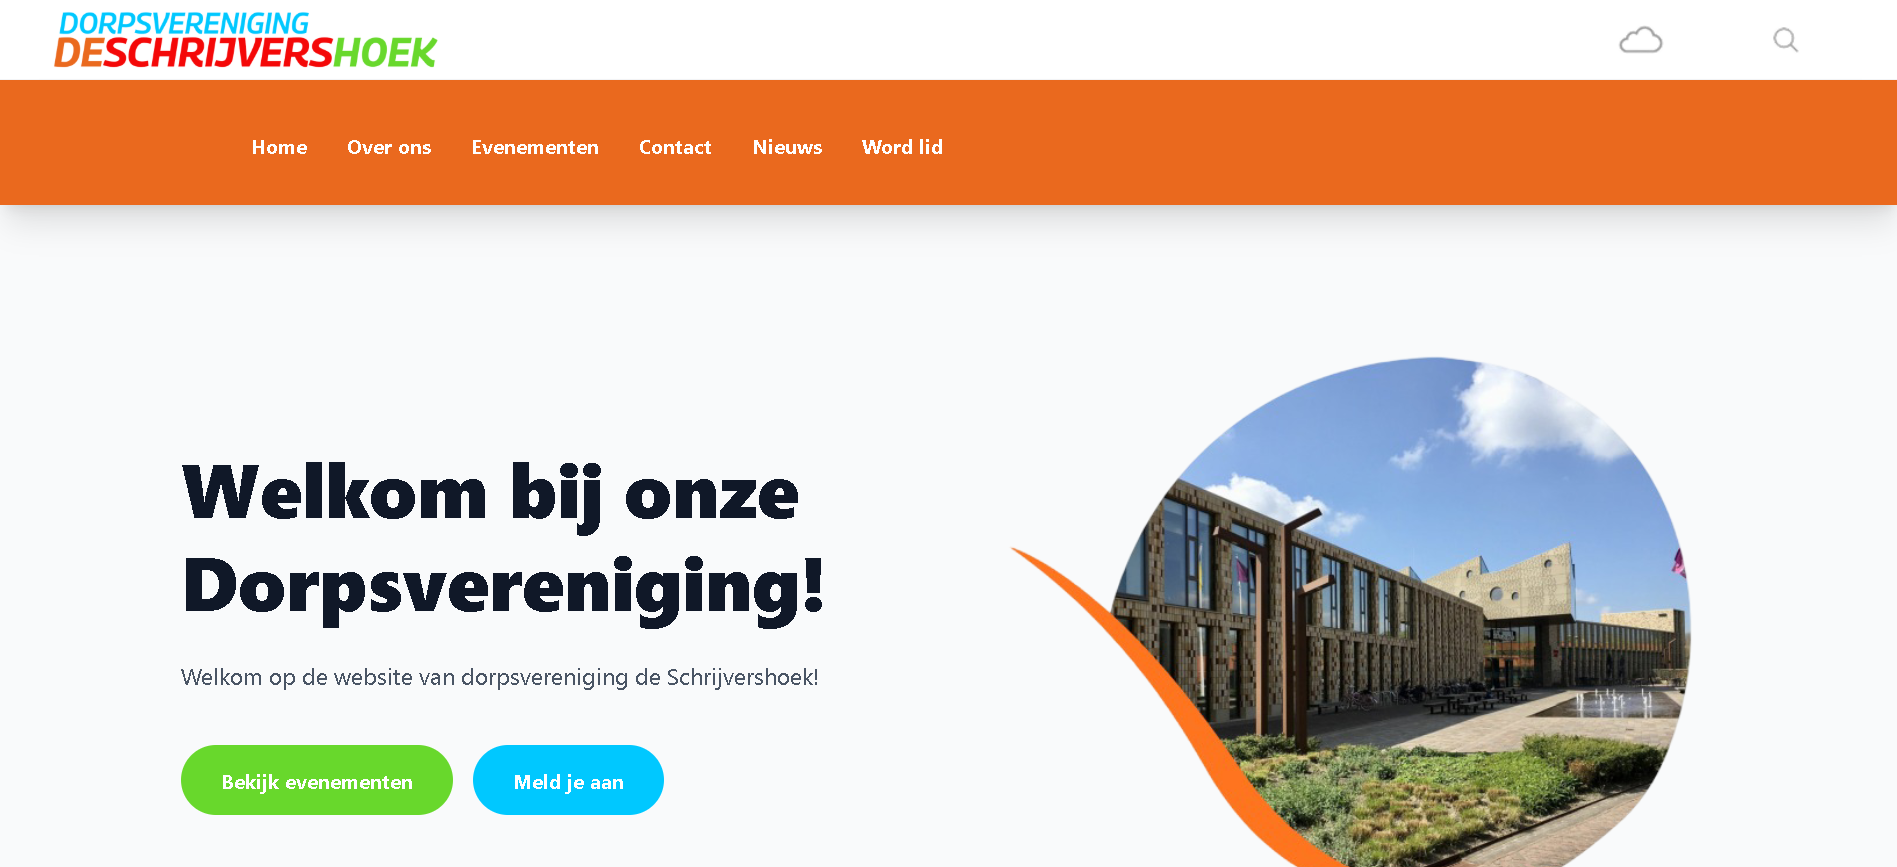 DORPSVERENIGING
DESCHRIJVERSHOEK
Home Over ons Evenementen Contact Nieuws Word lid
Welkom bij onze
Dorpsvereniging!
Welkom op de website van dorpsvereniging de Schrijvershoek!
Bekijk evenementen Meld je aan